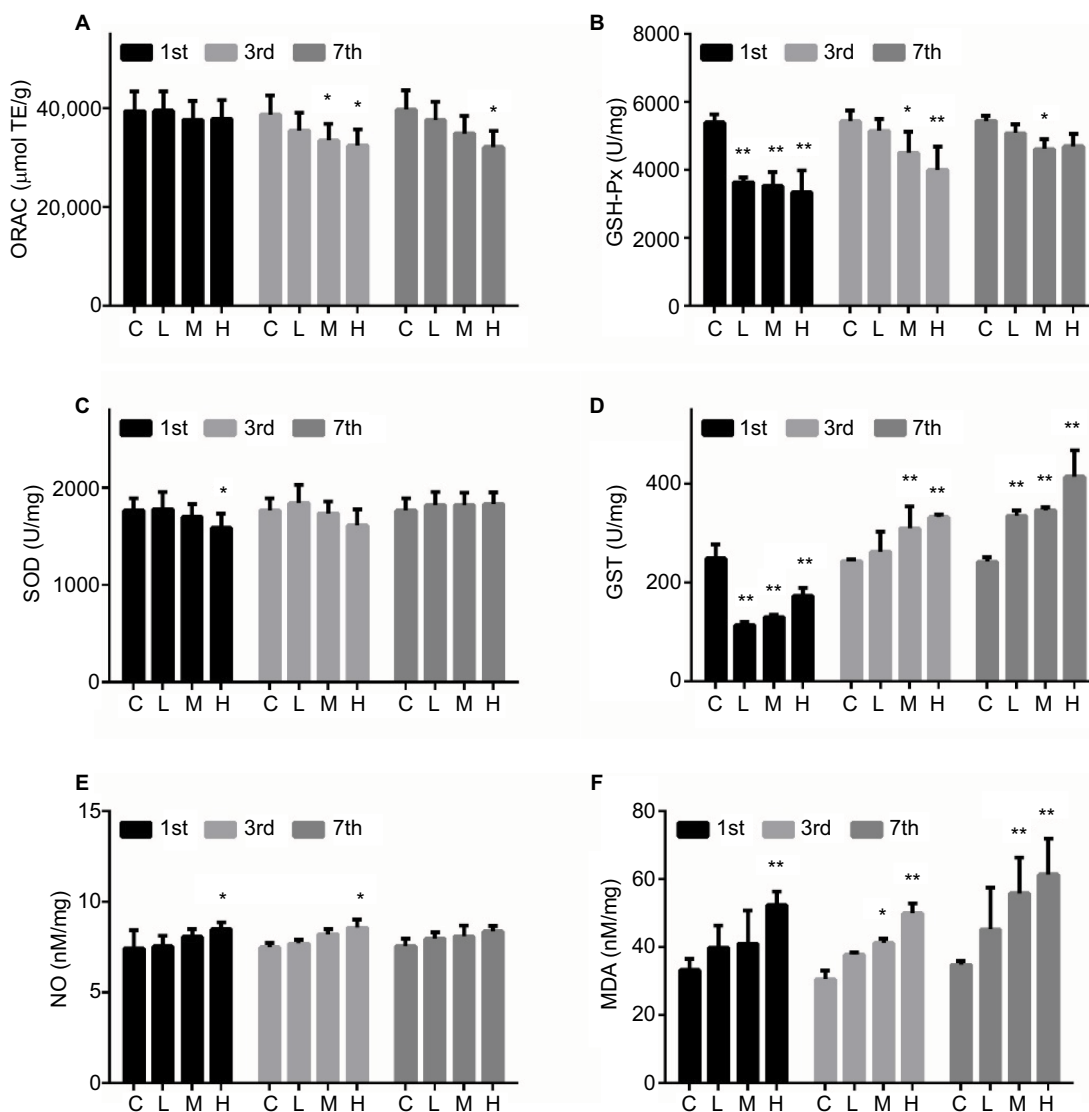 A
1st 3rd 7th
ORAC (μmol TE/g)
40,000
20,000
0
* * *
C L M H C L M H C L M H
B
1st 3rd 7th
GSH-Px (U/mg)
8000
6000
4000
2000
0
** ** ** * ** *
C L M H C L M H C L M H
C
1st 3rd 7th
SOD (U/mg)
2000
1000
0
*
C L M H C L M H C L M H
D
1st 3rd 7th
GST (U/mg)
400
200
0
** ** ** ** ** ** ** **
C L M H C L M H C L M H
E
1st 3rd 7th
NO (nM/mg)
15
10
5
0
* *
C L M H C L M H C L M H
F
1st 3rd 7th
MDA (nM/mg)
80
60
40
20
0
** * ** ** **
C L M H C L M H C L M H